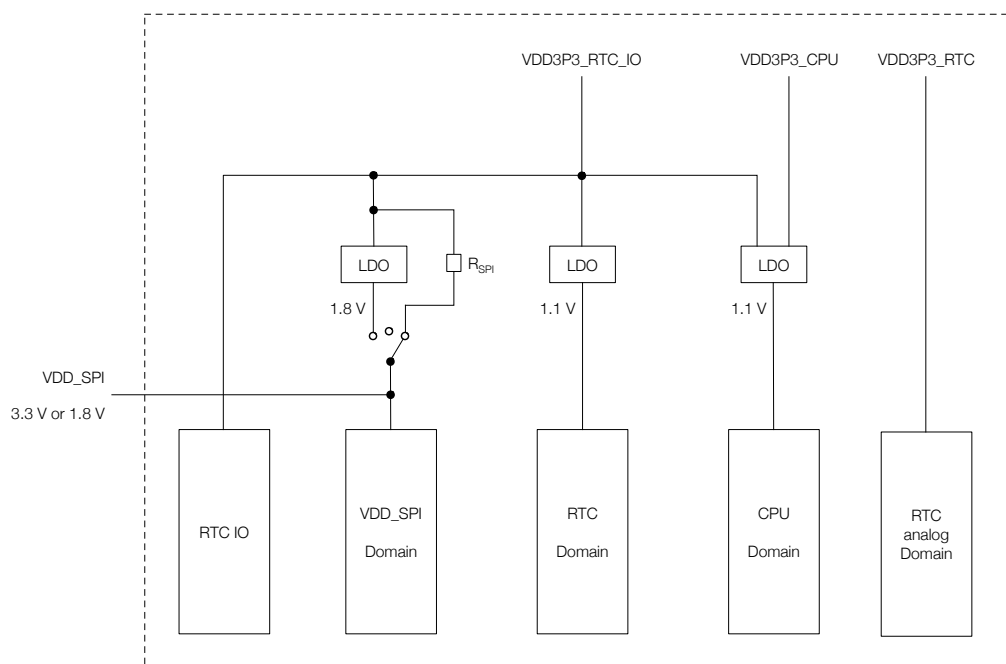 VDD3P3_RTC_IO
VDD3P3_CPU
VDD3P3_RTC
LDO
R_SPI
LDO
LDO
1.8 V
1.1 V
1.1 V
VDD_SPI
3.3 V or 1.8 V
RTC IO
VDD_SPI
Domain
RTC
Domain
CPU
Domain
RTC
analog
Domain